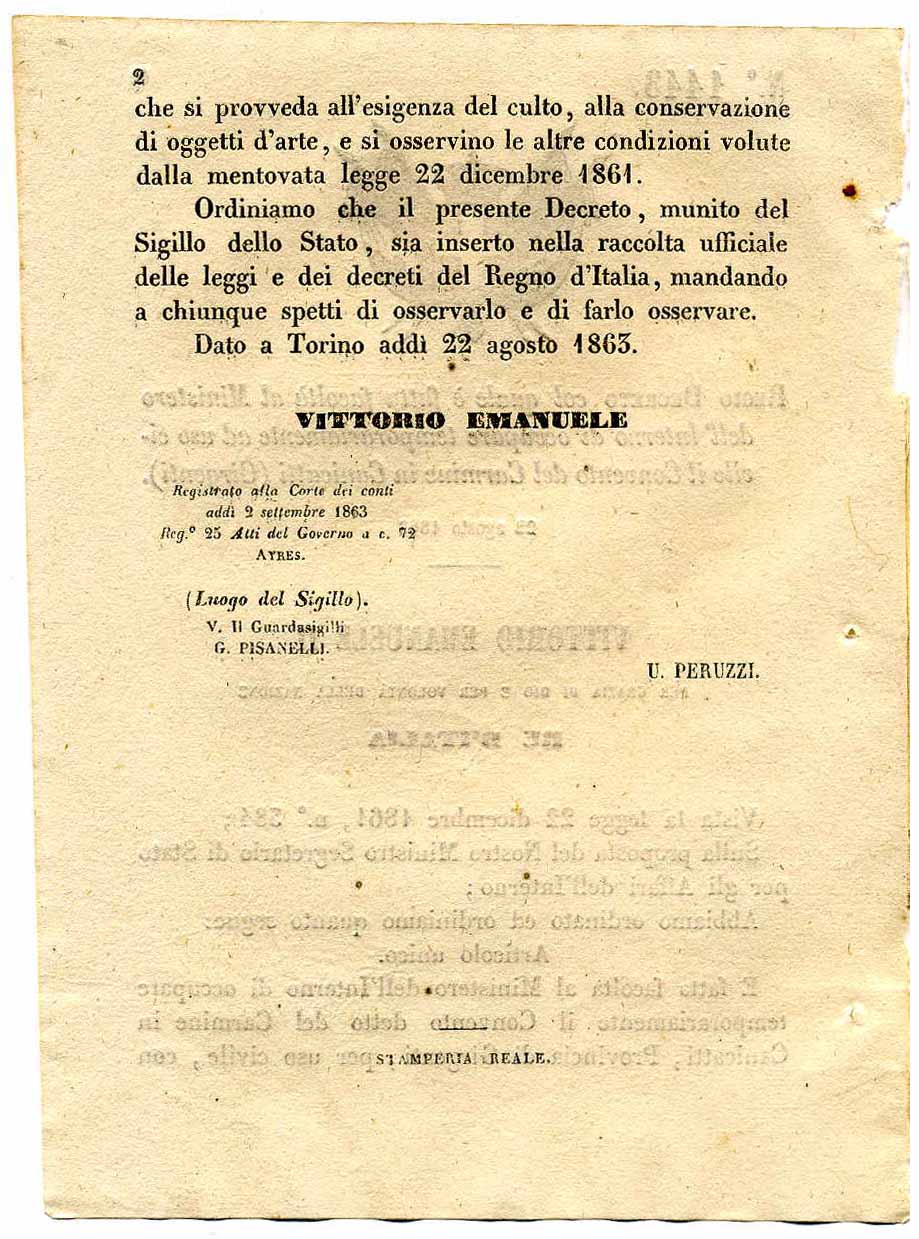 2
che si provveda all'esigenza del culto, alla conservazione
di oggetti d'arte, e si osservino le altre condizioni volute
dalla mentovata legge 22 dicembre 1861.
Ordiniamo che il presente Decreto, munito del
Sigillo dello Stato, sia inserto nella raccolta ufficiale
delle leggi e dei decreti del Regno d'Italia, mandando
a chiunque spetti di osservarlo e di farlo osservare.
Dato a Torino addì 22 agosto 1863.
VITTORIO EMANUELE
Registrato alla Corte dei conti
addì 2 settembre 1863
Reg.° 25 Atti del Governo a c. 72
AYRES.
(Luogo del Sigillo).
V. Il Guardasigilli
G. PISANELLI.
U. PERUZZI.
STAMPERIA REALE.